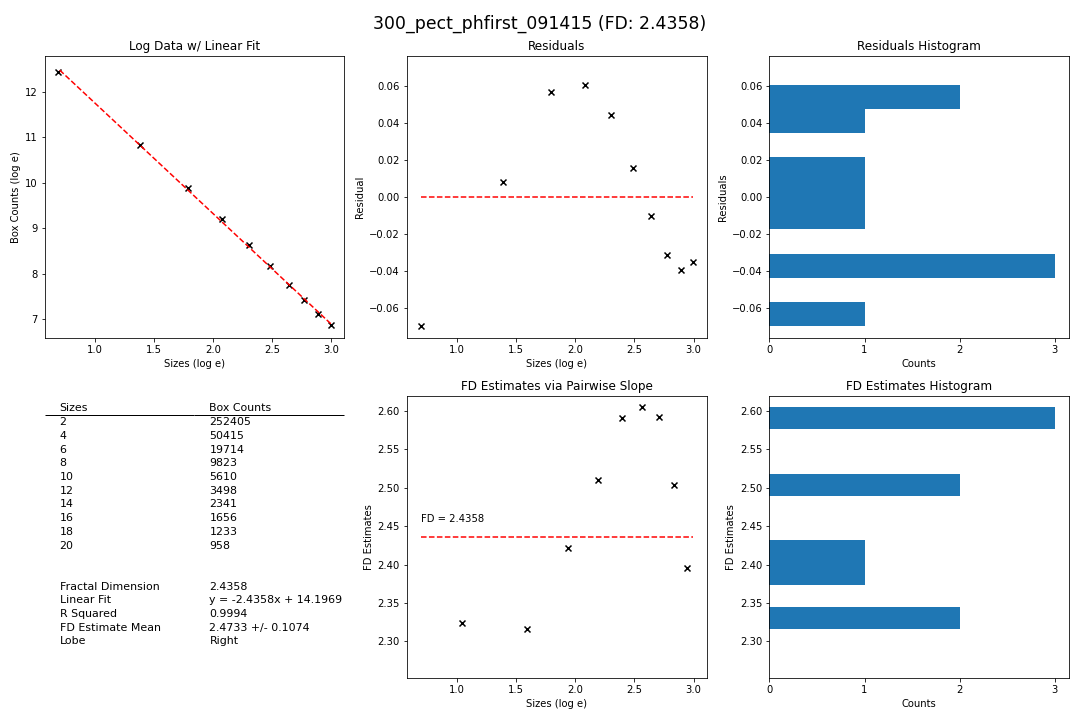 300_pect_phfirst_091415 (FD: 2.4358)
Log Data w/ Linear Fit
12
11
10
9
8
7
Box Counts (log e)
1.0 1.5 2.0 2.5 3.0
Sizes (log e)
Residuals
0.06
0.04
0.02
0.00
−0.02
−0.04
−0.06
Residual
1.0 1.5 2.0 2.5 3.0
Sizes (log e)
Residuals Histogram
0.06
0.04
0.02
0.00
−0.02
−0.04
−0.06
Residuals
0 1 2 3
Counts
Sizes Box Counts
2 252405
4 50415
6 19714
8 9823
10 5610
12 3498
14 2341
16 1656
18 1233
20 958
Fractal Dimension 2.4358
Linear Fit y = -2.4358x + 14.1969
R Squared 0.9994
FD Estimate Mean 2.4733 +/- 0.1074
Lobe Right
FD Estimates via Pairwise Slope
2.60
2.55
2.50
2.45
2.40
2.35
2.30
FD Estimates
FD = 2.4358
1.0 1.5 2.0 2.5 3.0
Sizes (log e)
FD Estimates Histogram
2.60
2.55
2.50
2.45
2.40
2.35
2.30
FD Estimates
0 1 2 3
Counts